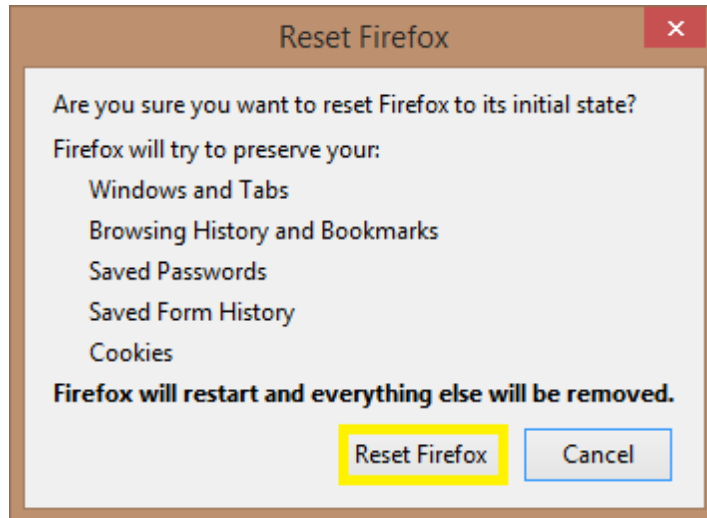 Reset Firefox
Are you sure you want to reset Firefox to its initial state?
Firefox will try to preserve your:
Windows and Tabs
Browsing History and Bookmarks
Saved Passwords
Saved Form History
Cookies
Firefox will restart and everything else will be removed.
Reset Firefox Cancel